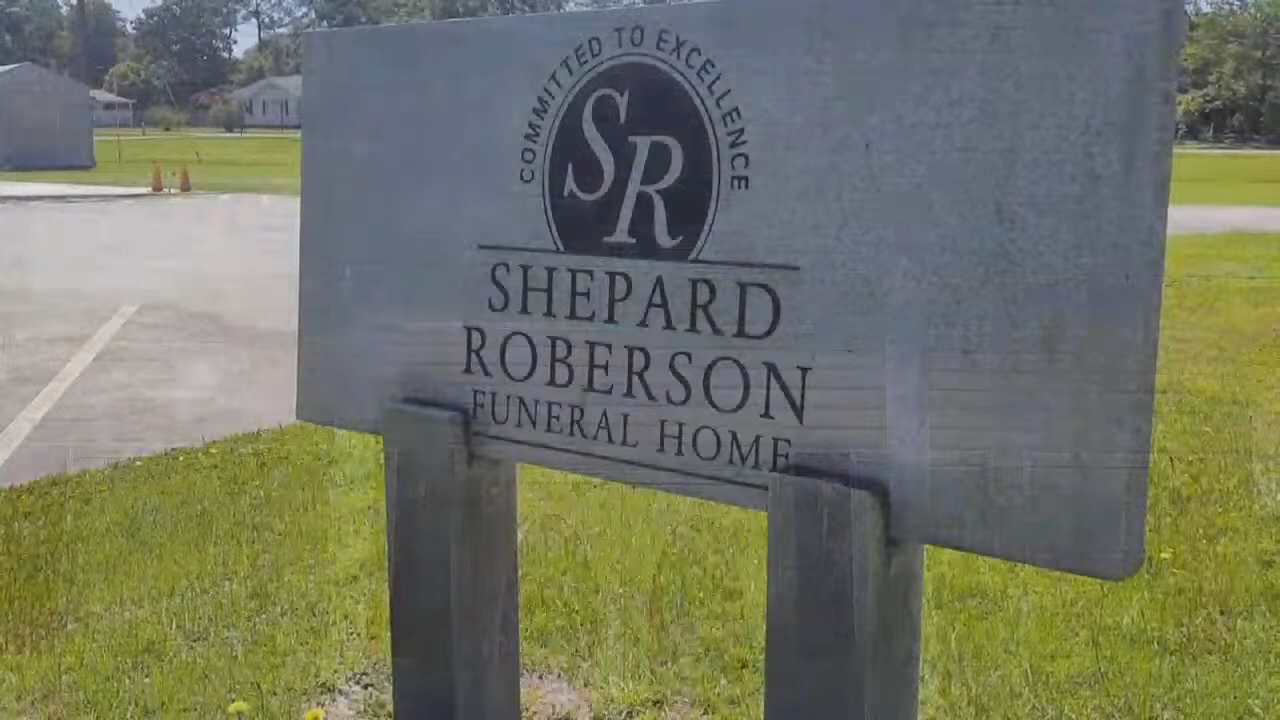 COMMITTED TO EXCELLENCE
SR
SHEPARD
ROBERSON
FUNERAL HOME